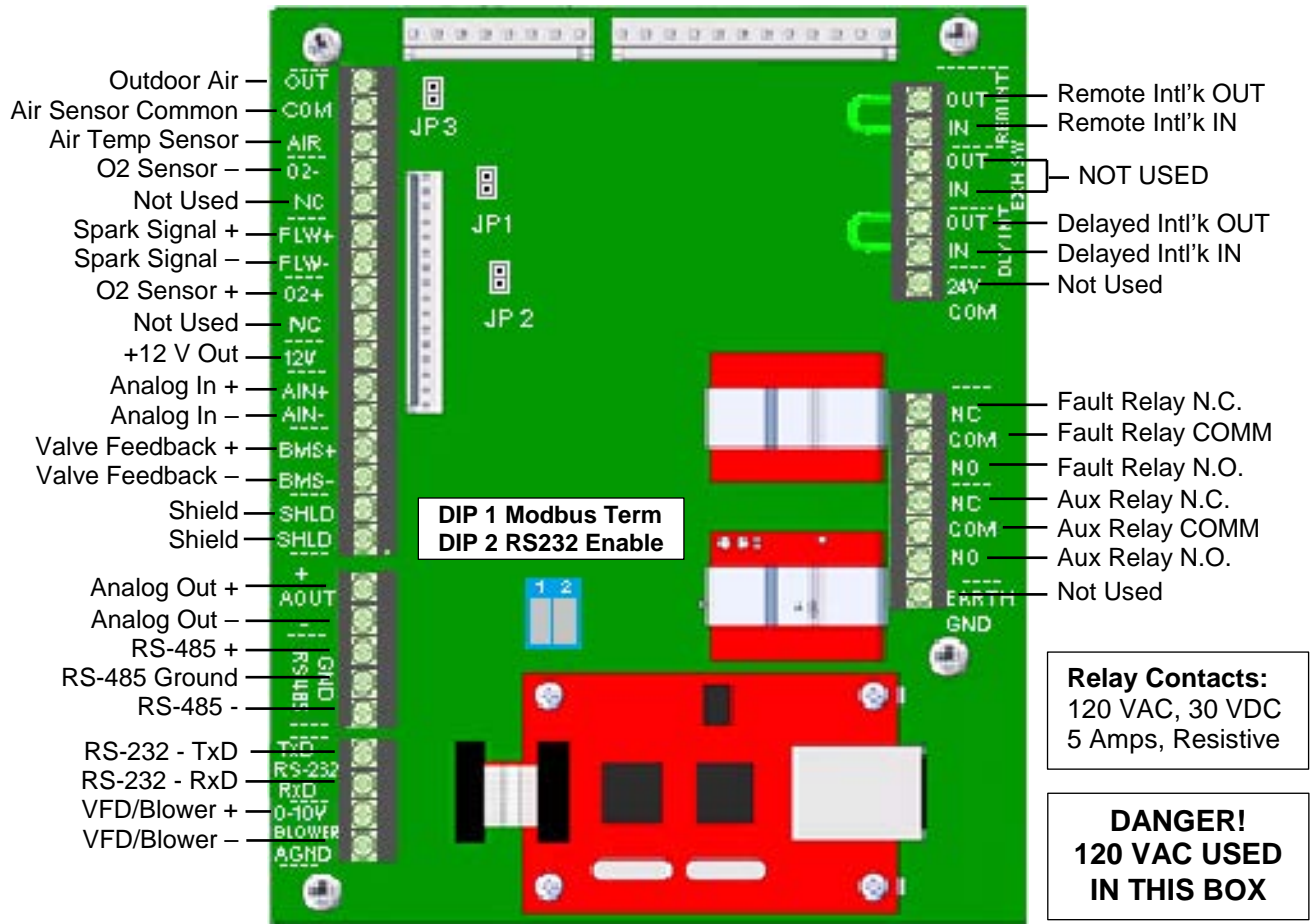 Outdoor Air
Air Sensor Common
Air Temp Sensor
O2 Sensor –
Not Used
Spark Signal +
Spark Signal –
O2 Sensor +
Not Used
+12 V Out
Analog In +
Analog In –
Valve Feedback +
Valve Feedback –
Shield
Shield
Analog Out +
Analog Out –
RS-485 +
RS-485 Ground
RS-485 -
RS-232 - TxD
RS-232 - RxD
VFD/Blower +
VFD/Blower –
OUT
COM
AIR
O2-
NC
FLW+
FLW-
O2+
NC
12V
AIN+
AIN-
BMS+
BMS-
SHLD
SHLD
+
AOUT
-
GND
RS485
TxD
RS-232
RxD
0-10V
BLOWER
AGND
JP3
JP1
JP 2
DIP 1 Modbus Term
DIP 2 RS232 Enable
1 2
OUT
IN
REMINT
OUT
IN
EXH SW
OUT
IN
DLY INT
24V
COM
NC
COM
NO
NC
COM
NO
EARTH
GND
Remote Intl'k OUT
Remote Intl'k IN
NOT USED
Delayed Intl'k OUT
Delayed Intl'k IN
Not Used
Fault Relay N.C.
Fault Relay COMM
Fault Relay N.O.
Aux Relay N.C.
Aux Relay COMM
Aux Relay N.O.
Not Used
Relay Contacts:
120 VAC, 30 VDC
5 Amps, Resistive
DANGER!
120 VAC USED
IN THIS BOX